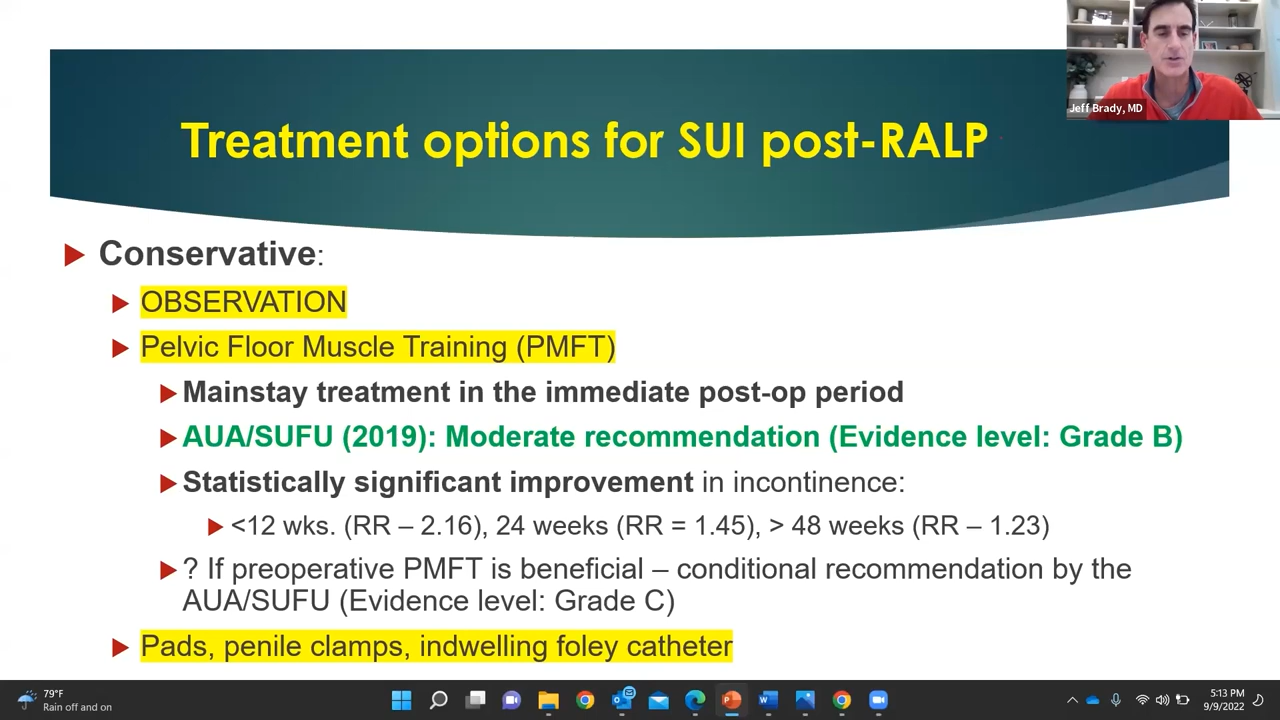 Jeff Brady, MD
Treatment options for SUI post-RALP
Conservative:
OBSERVATION
Pelvic Floor Muscle Training (PMFT)
Mainstay treatment in the immediate post-op period
AUA/SUFU (2019): Moderate recommendation (Evidence level: Grade B)
Statistically significant improvement in incontinence:
<12 wks. (RR – 2.16), 24 weeks (RR = 1.45), > 48 weeks (RR – 1.23)
? If preoperative PMFT is beneficial – conditional recommendation by the
AUA/SUFU (Evidence level: Grade C)
Pads, penile clamps, indwelling foley catheter
79°F
Rain off and on
5:13 PM
9/9/2022